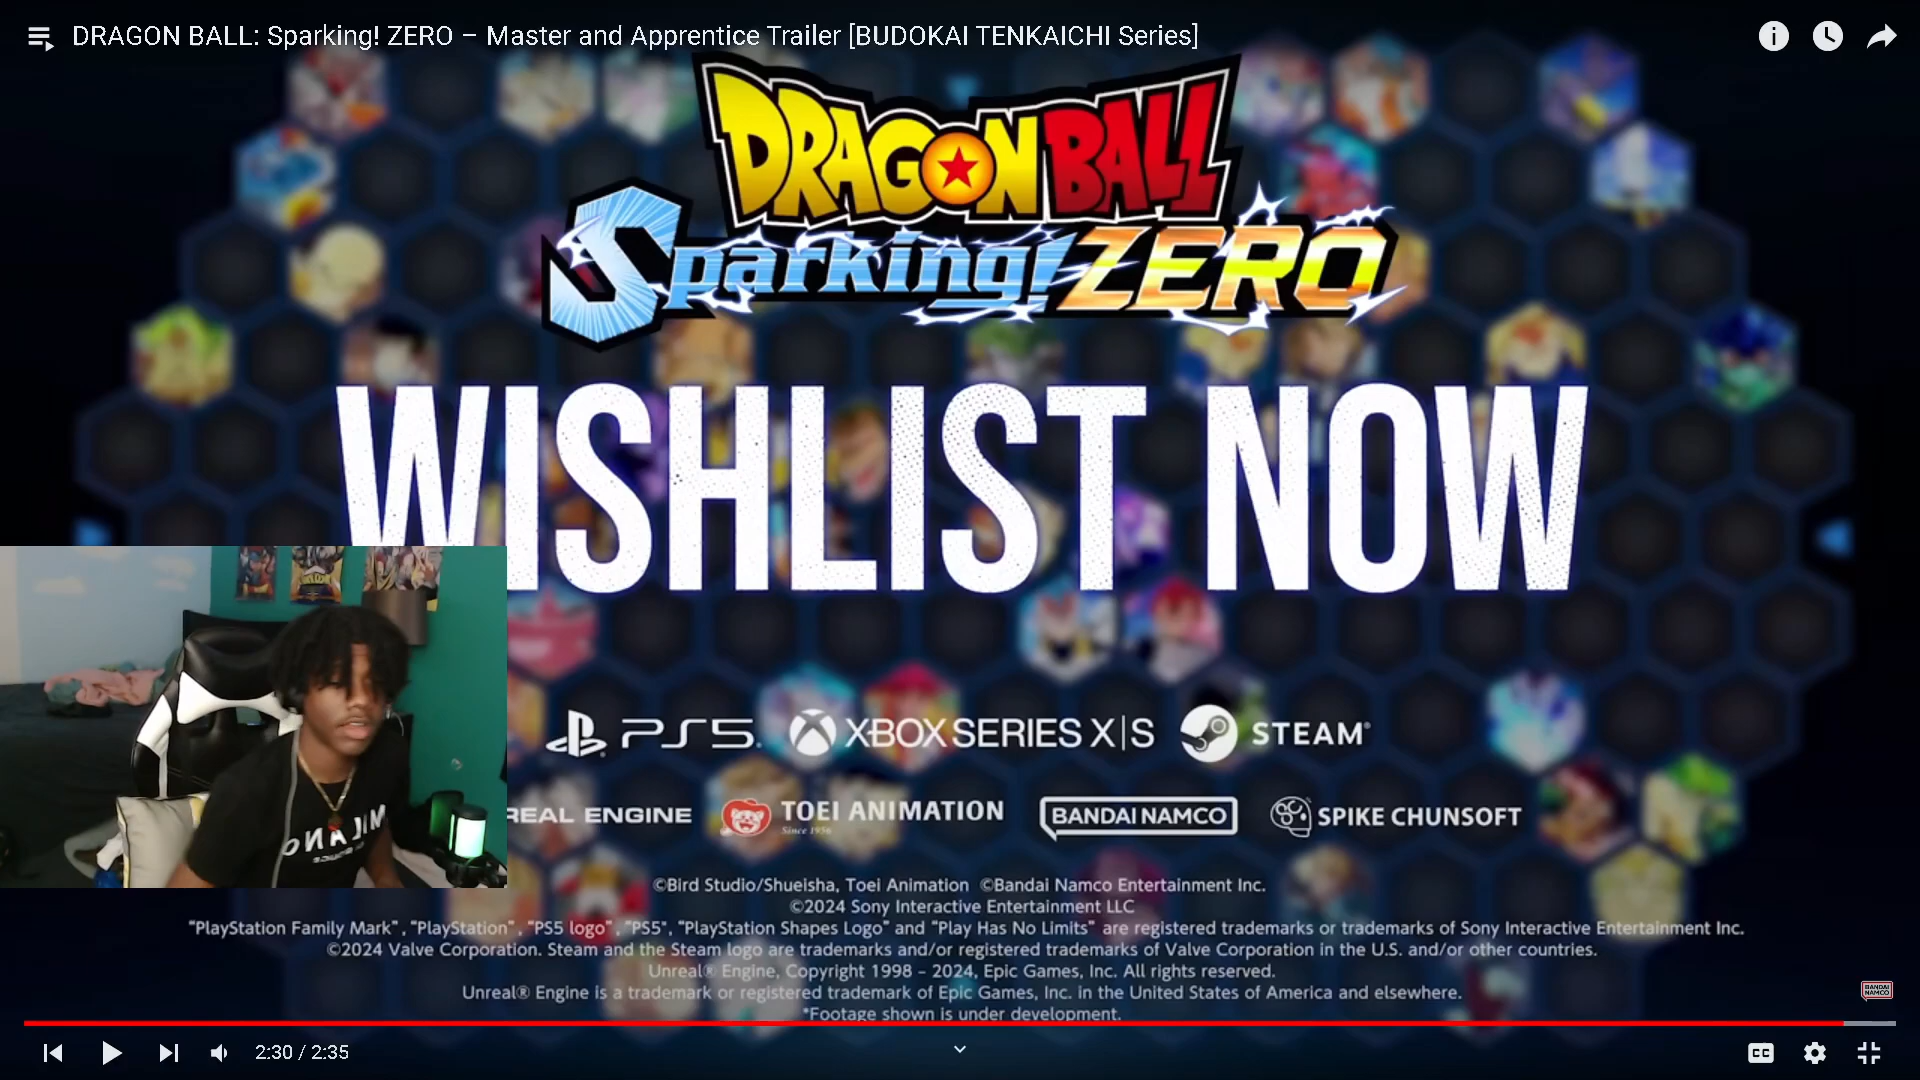 DRAGON BALL: Sparking! ZERO – Master and Apprentice Trailer [BUDOKAI TENKAICHI Series]
DRAGON BALL
Sparking! ZERO
WISHLIST NOW
PS5 XBOX SERIES X|S STEAM
REAL ENGINE TOEI ANIMATION Since 1956 BANDAI NAMCO SPIKE CHUNSOFT
MILANO
©Bird Studio/Shueisha, Toei Animation ©Bandai Namco Entertainment Inc.
©2024 Sony Interactive Entertainment LLC
“PlayStation Family Mark”, “PlayStation”, “PS5 logo”, “PS5”, “PlayStation Shapes Logo” and “Play Has No Limits” are registered trademarks or trademarks of Sony Interactive Entertainment Inc.
©2024 Valve Corporation. Steam and the Steam logo are trademarks and/or registered trademarks of Valve Corporation in the U.S. and/or other countries.
Unreal® Engine, Copyright 1998 – 2024, Epic Games, Inc. All rights reserved.
Unreal® Engine is a trademark or registered trademark of Epic Games, Inc. in the United States of America and elsewhere.
*Footage shown is under development.
BANDAI NAMCO
2:30 / 2:35
CC